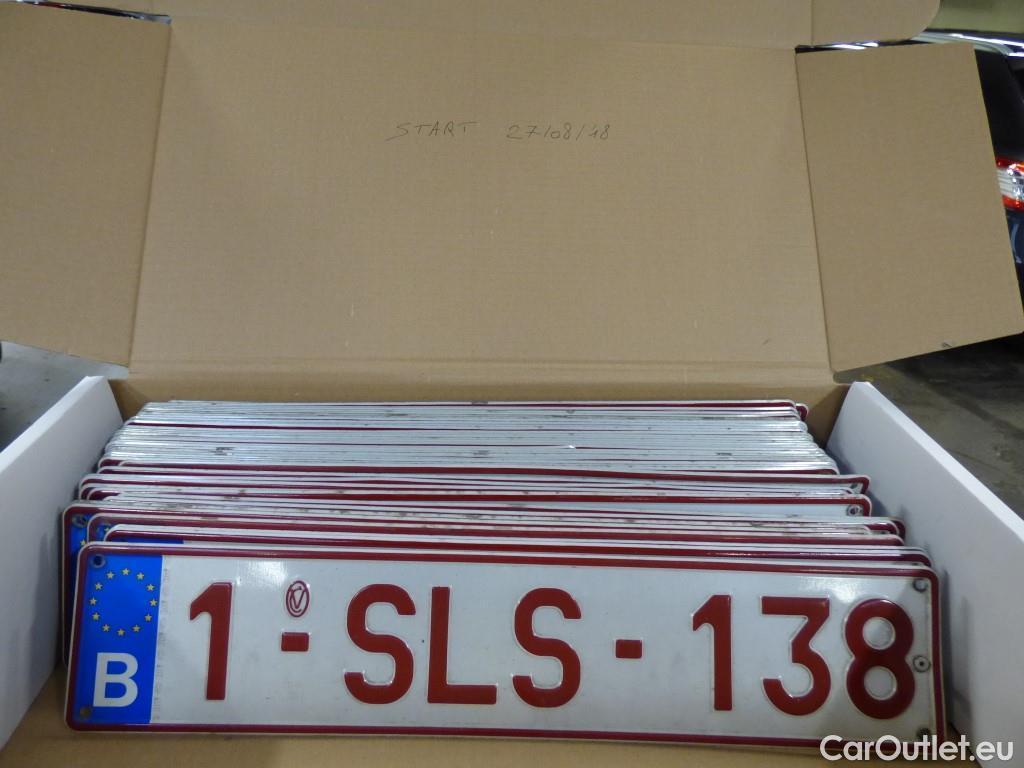 START 27/08/18
B 1-SLS-138
CarOutlet.eu